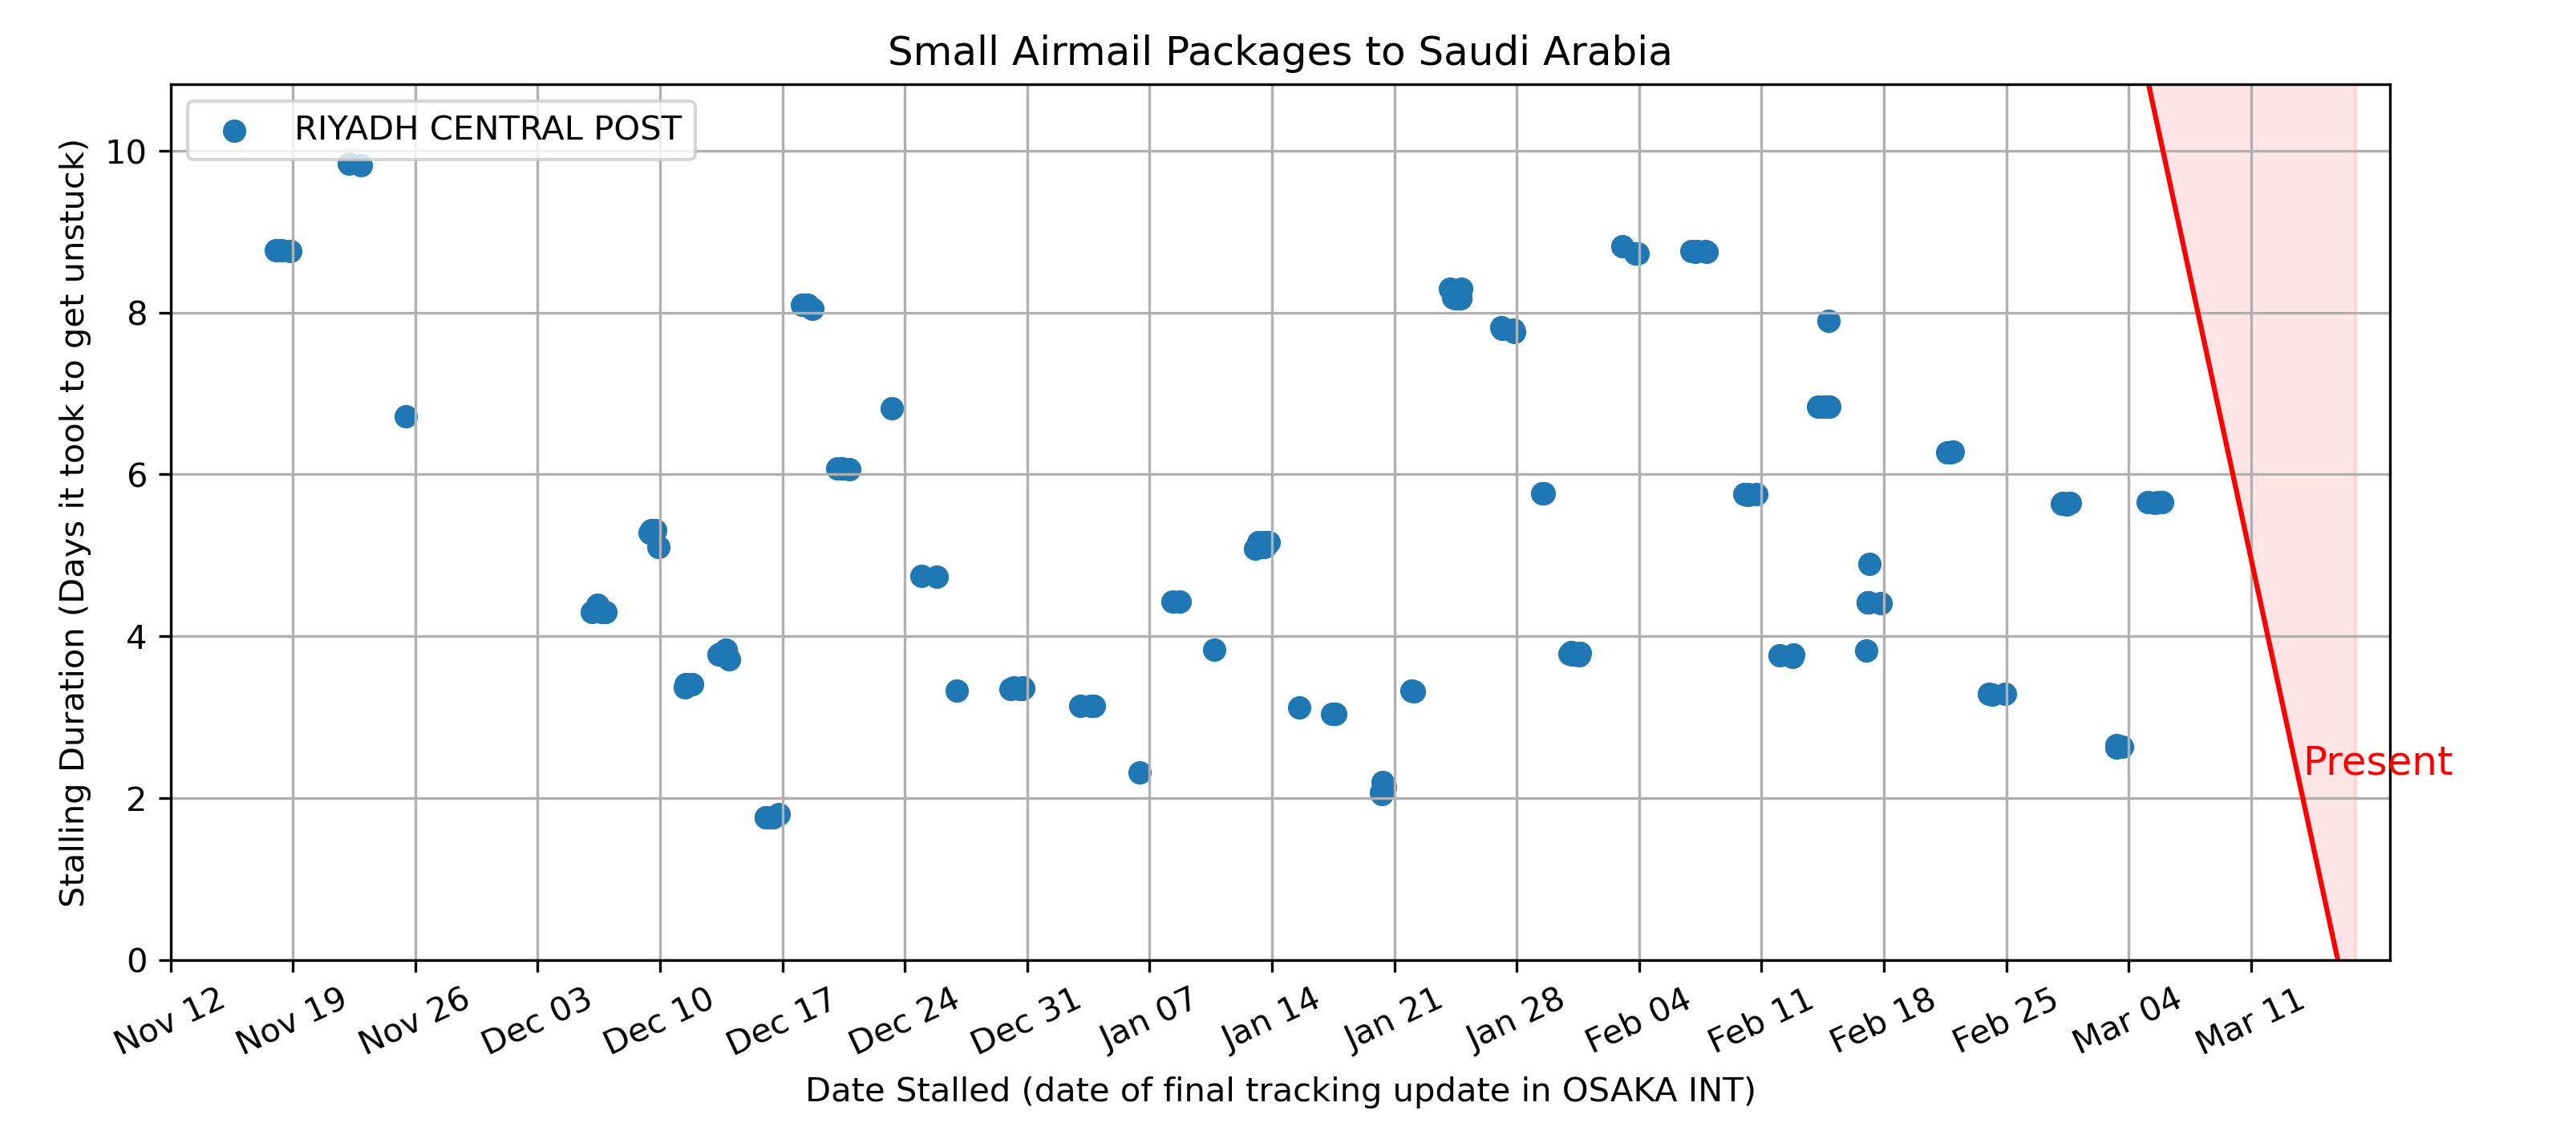 Small Airmail Packages to Saudi Arabia
RIYADH CENTRAL POST
Stalling Duration (Days it took to get unstuck)
10
8
6
4
2
0
Present
Nov 12
Nov 19
Nov 26
Dec 03
Dec 10
Dec 17
Dec 24
Dec 31
Jan 07
Jan 14
Jan 21
Jan 28
Feb 04
Feb 11
Feb 18
Feb 25
Mar 04
Mar 11
Date Stalled (date of final tracking update in OSAKA INT)